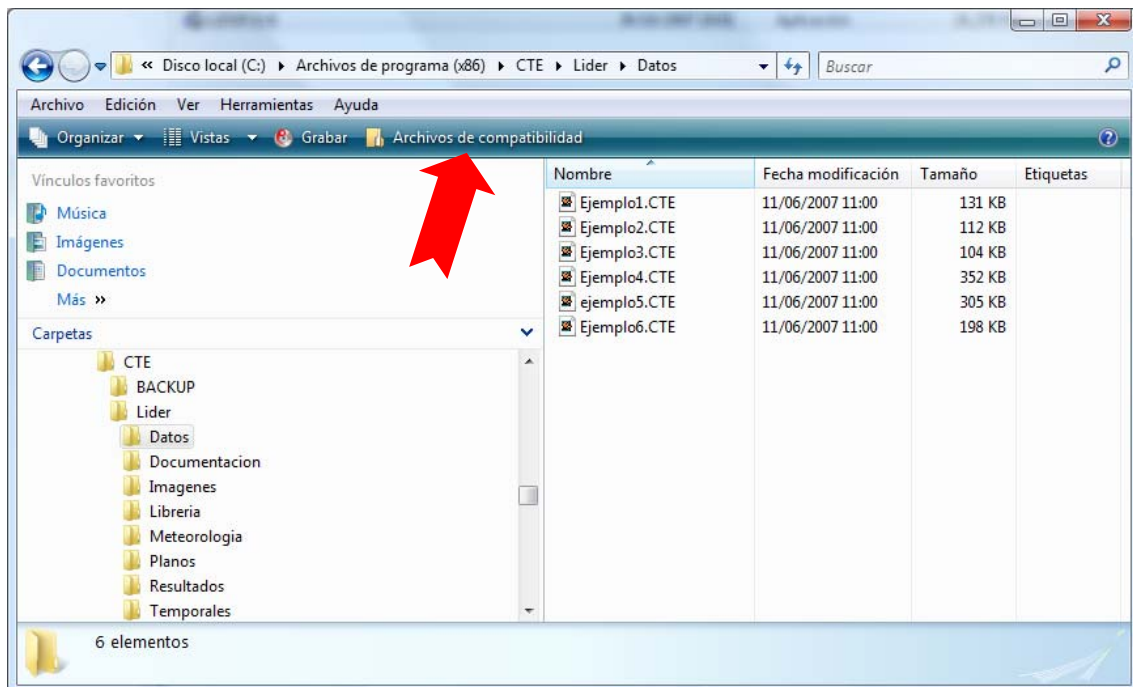 « Disco local (C:) ▸ Archivos de programa (x86) ▸ CTE ▸ Lider ▸ Datos
Buscar
Archivo Edición Ver Herramientas Ayuda
Organizar Vistas Grabar Archivos de compatibilidad
Vínculos favoritos
Música
Imágenes
Documentos
Más »
Carpetas
CTE
BACKUP
Lider
Datos
Documentacion
Imagenes
Libreria
Meteorologia
Planos
Resultados
Temporales
Nombre Fecha modificación Tamaño Etiquetas
Ejemplo1.CTE 11/06/2007 11:00 131 KB
Ejemplo2.CTE 11/06/2007 11:00 112 KB
Ejemplo3.CTE 11/06/2007 11:00 104 KB
Ejemplo4.CTE 11/06/2007 11:00 352 KB
ejemplo5.CTE 11/06/2007 11:00 305 KB
Ejemplo6.CTE 11/06/2007 11:00 198 KB
6 elementos